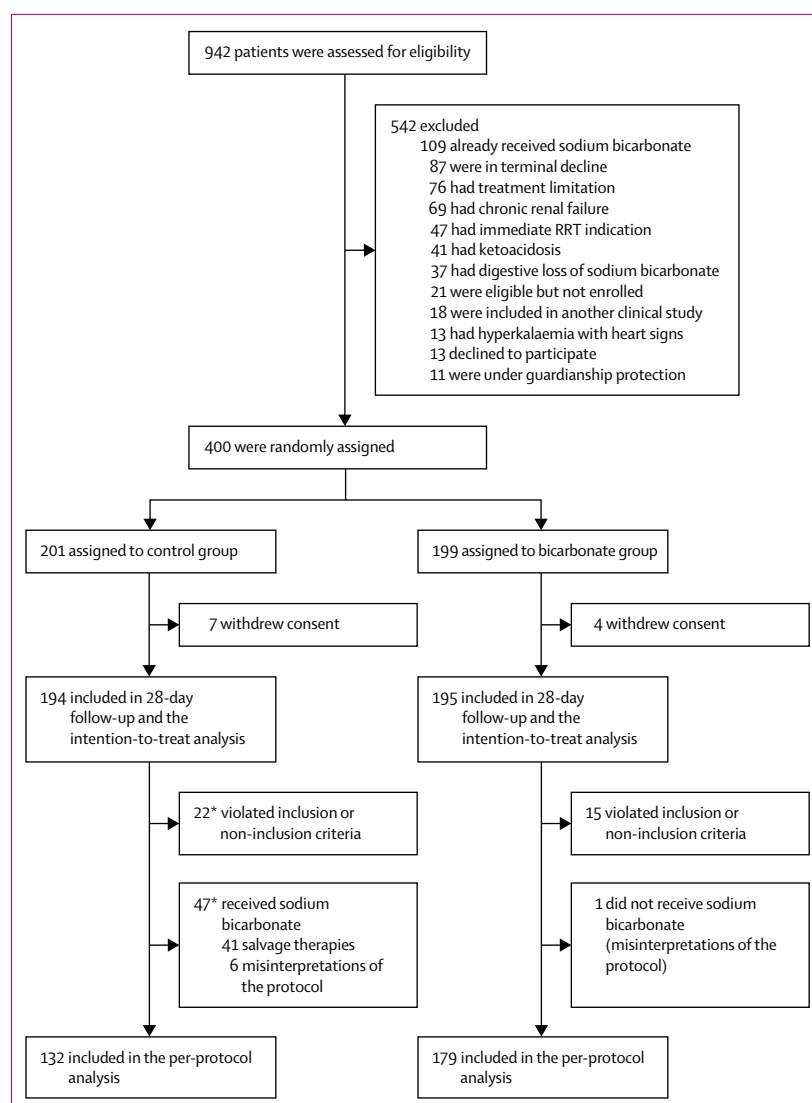 942 patients were assessed for eligibility
542 excluded
109 already received sodium bicarbonate
87 were in terminal decline
76 had treatment limitation
69 had chronic renal failure
47 had immediate RRT indication
41 had ketoacidosis
37 had digestive loss of sodium bicarbonate
21 were eligible but not enrolled
18 were included in another clinical study
13 had hyperkalaemia with heart signs
13 declined to participate
11 were under guardianship protection
400 were randomly assigned
201 assigned to control group
199 assigned to bicarbonate group
7 withdrew consent
4 withdrew consent
194 included in 28-day
follow-up and the
intention-to-treat analysis
195 included in 28-day
follow-up and the
intention-to-treat analysis
22* violated inclusion or
non-inclusion criteria
15 violated inclusion or
non-inclusion criteria
47* received sodium
bicarbonate
41 salvage therapies
6 misinterpretations of
the protocol
1 did not receive sodium
bicarbonate
(misinterpretations of the
protocol)
132 included in the per-protocol
analysis
179 included in the per-protocol
analysis